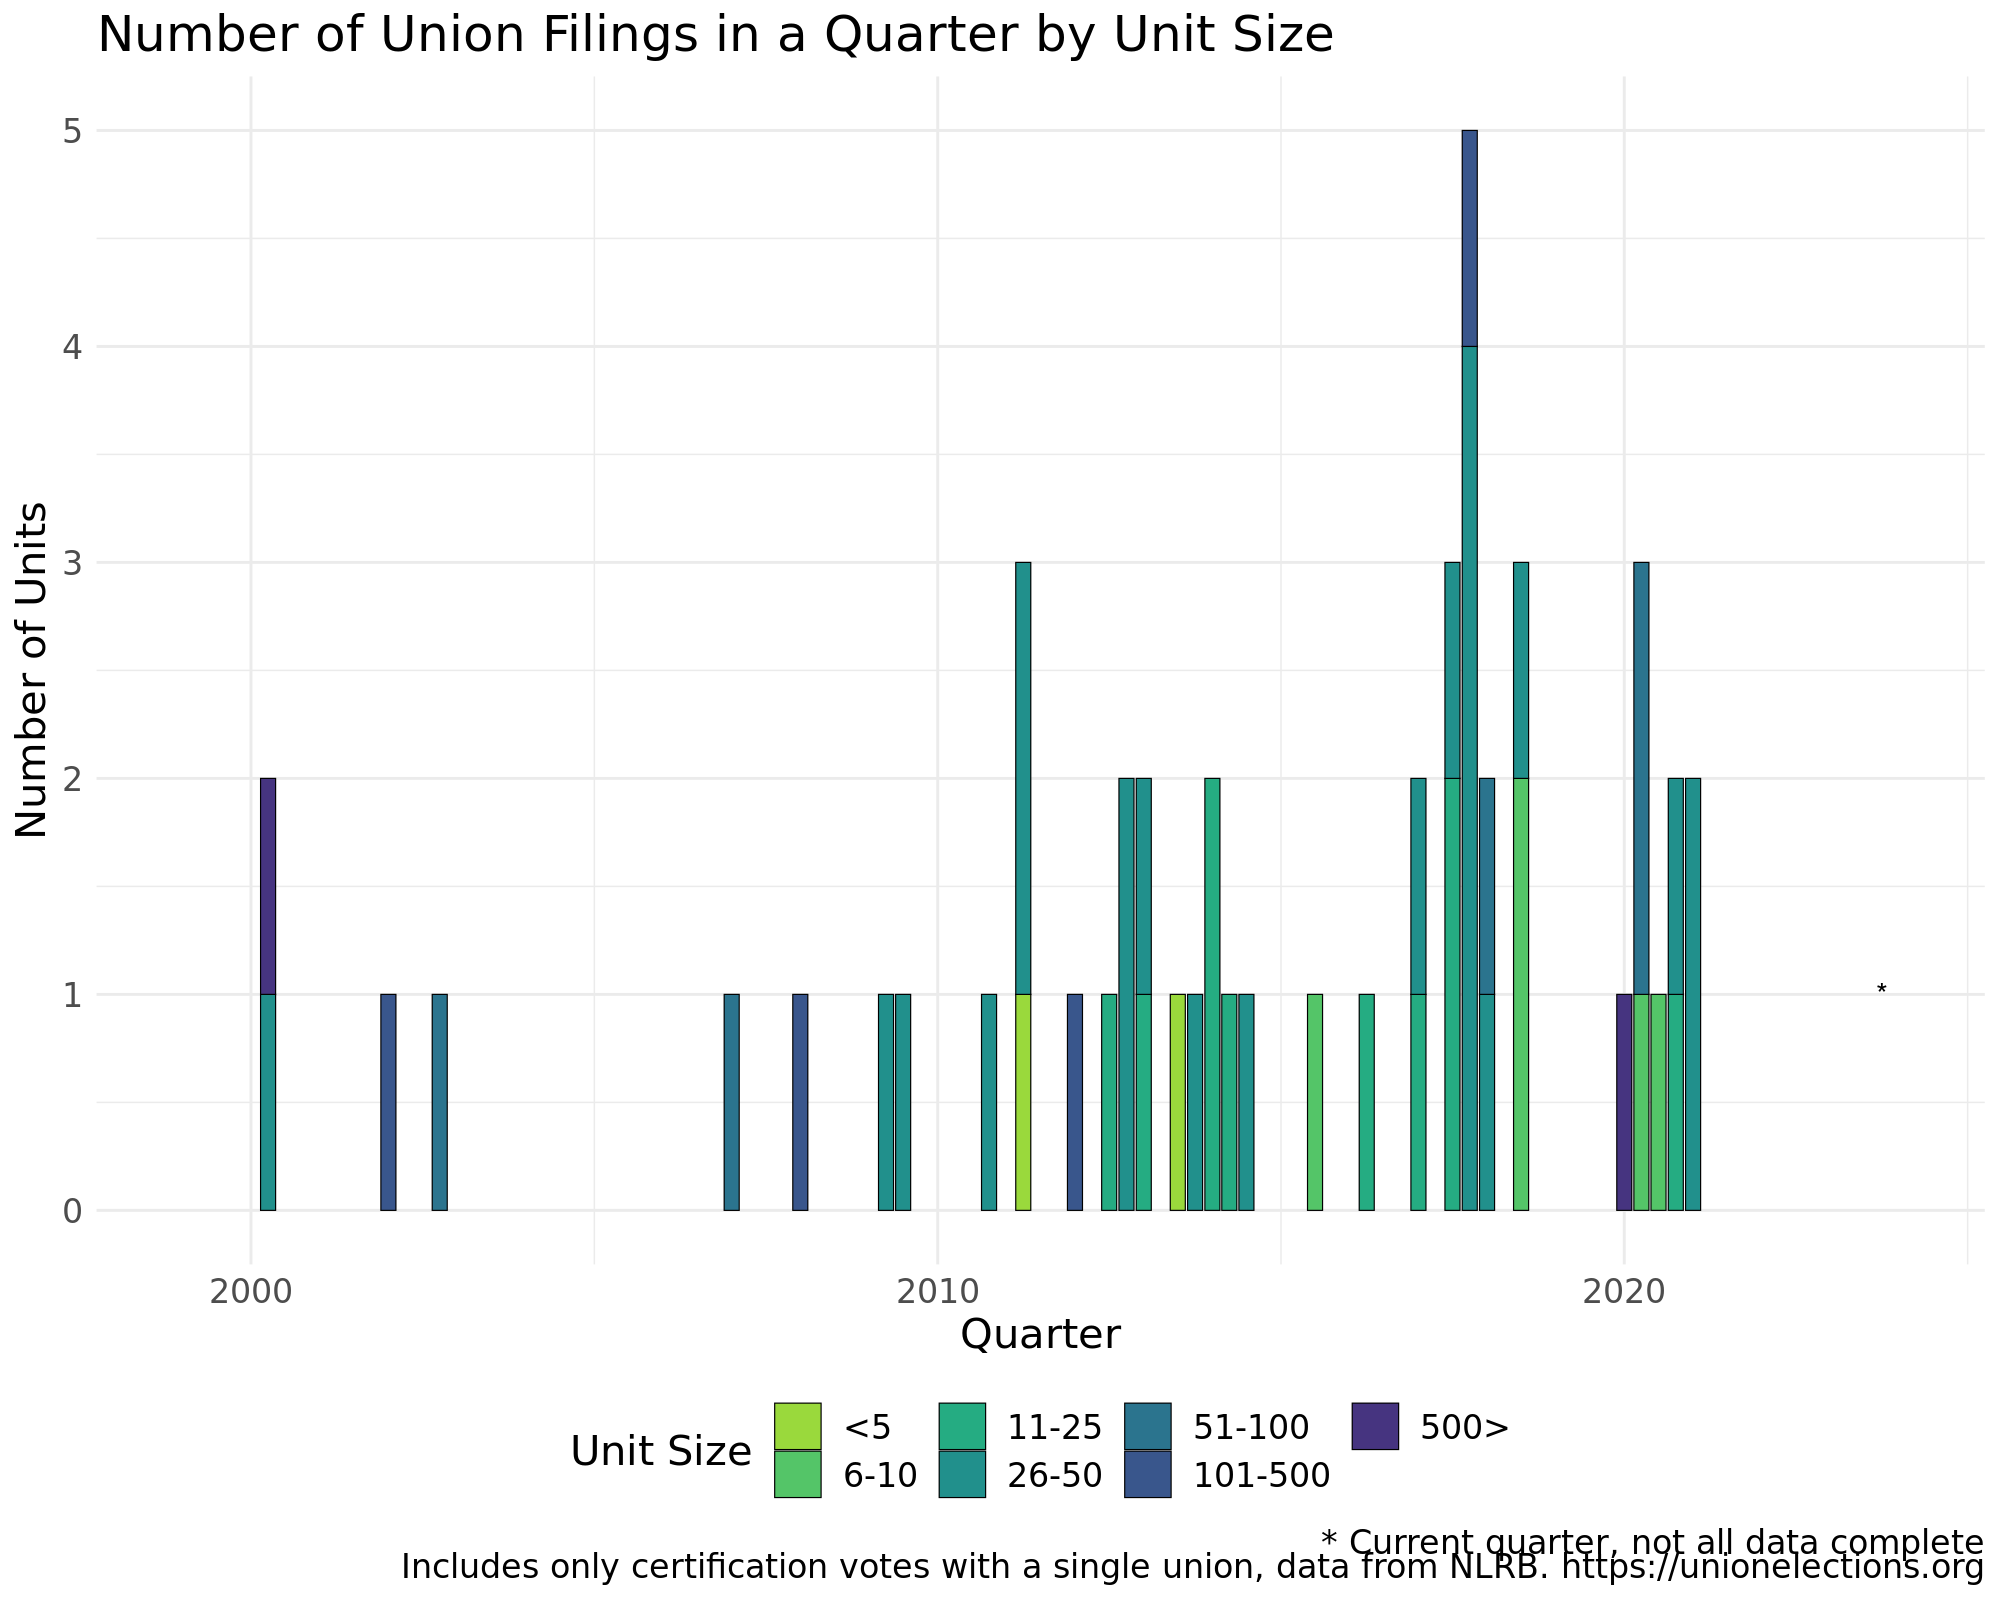 Number of Union Filings in a Quarter by Unit Size
Number of Units
5
4
3
2
1
0
*
2000 2010 2020
Quarter
Unit Size
<5 11-25 51-100 500>
6-10 26-50 101-500
* Current quarter, not all data complete
Includes only certification votes with a single union, data from NLRB. https://unionelections.org